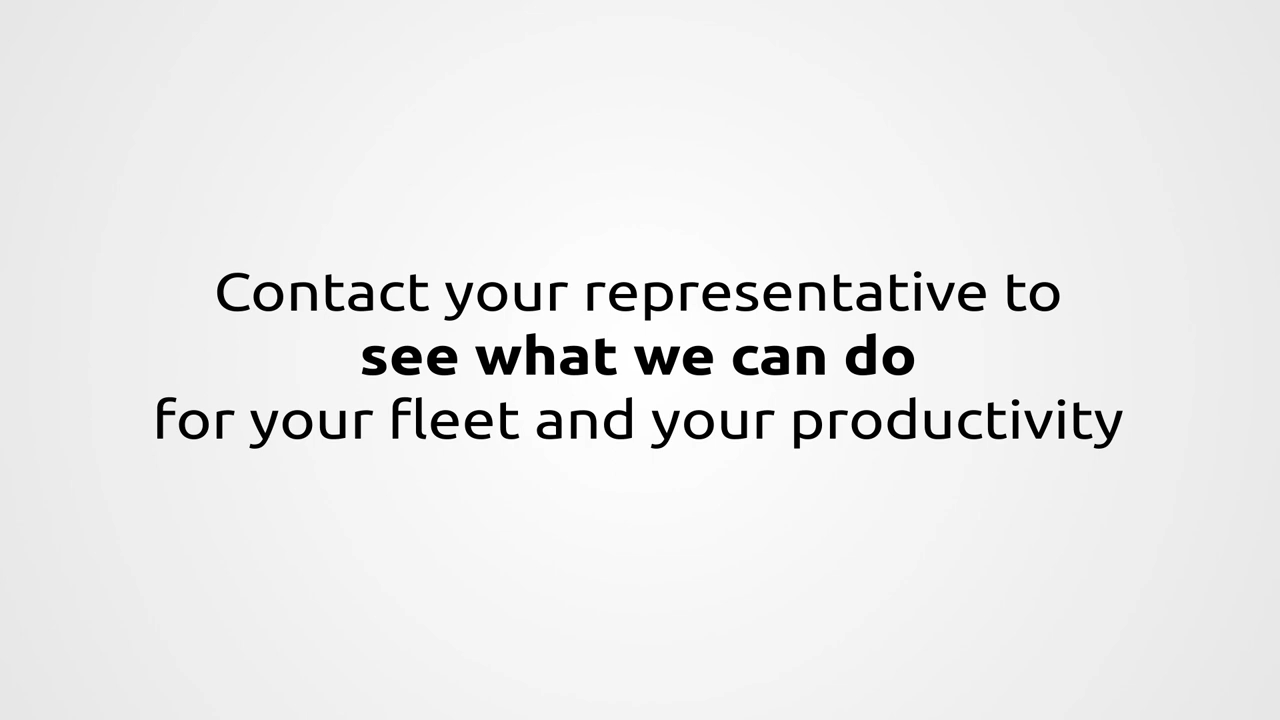 Contact your representative to
see what we can do
for your fleet and your productivity